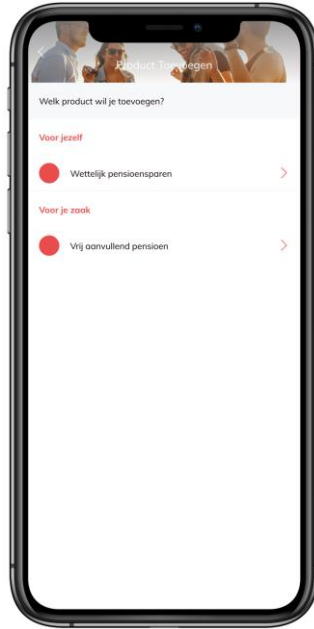 Product Toevoegen
Welk product wil je toevoegen?
Voor jezelf
Wettelijk pensioensparen
Voor je zaak
Vrij aanvullend pensioen